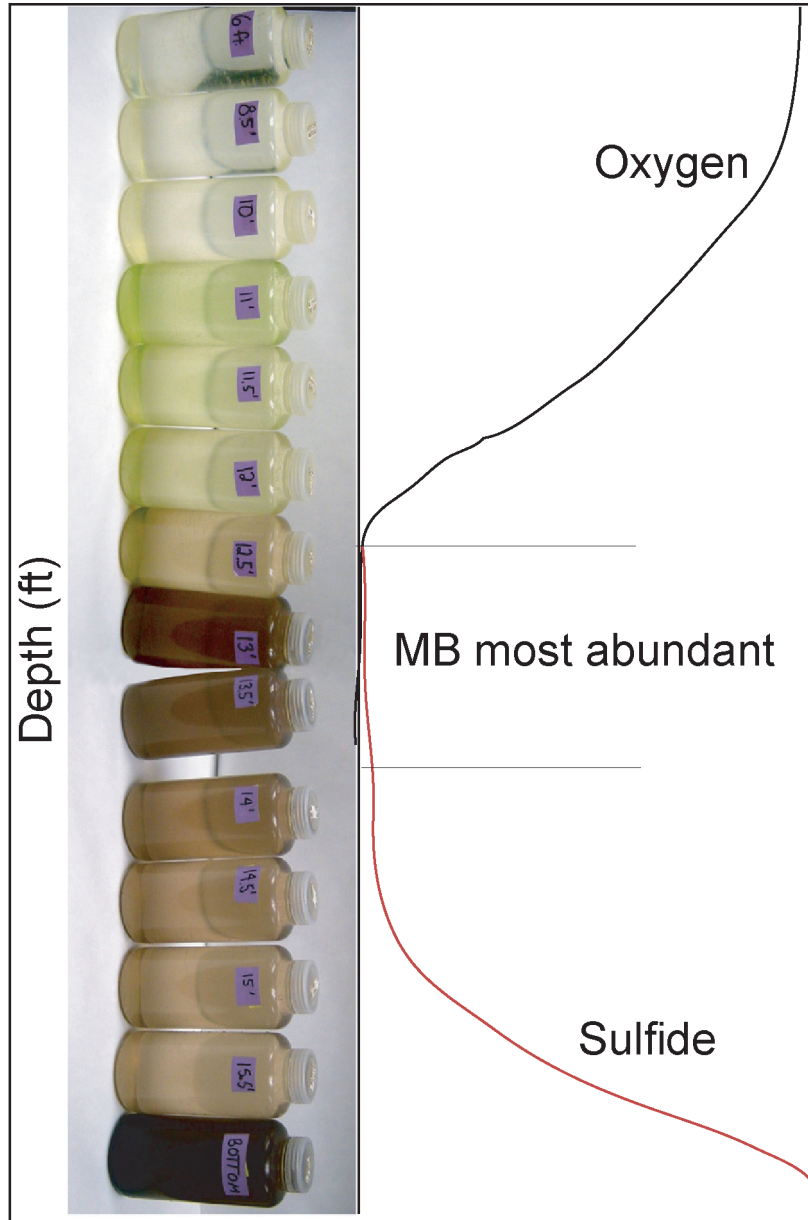 6 ft
8.5'
10'
11'
11.5'
12'
12.5'
13'
13.5'
14'
14.5'
15'
15.5'
BOTTOM
Depth (ft)
Oxygen
MB most abundant
Sulfide